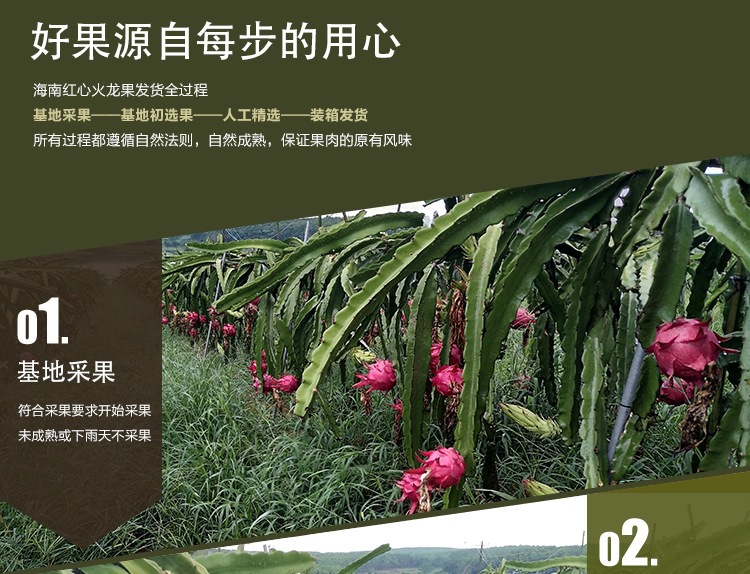 好果源自每步的用心
海南红心火龙果发货全过程
基地采果——基地初选果——人工精选——装箱发货
所有过程都遵循自然法则，自然成熟，保证果肉的原有风味
01.
基地采果
符合采果要求开始采果
未成熟或下雨天不采果
02.